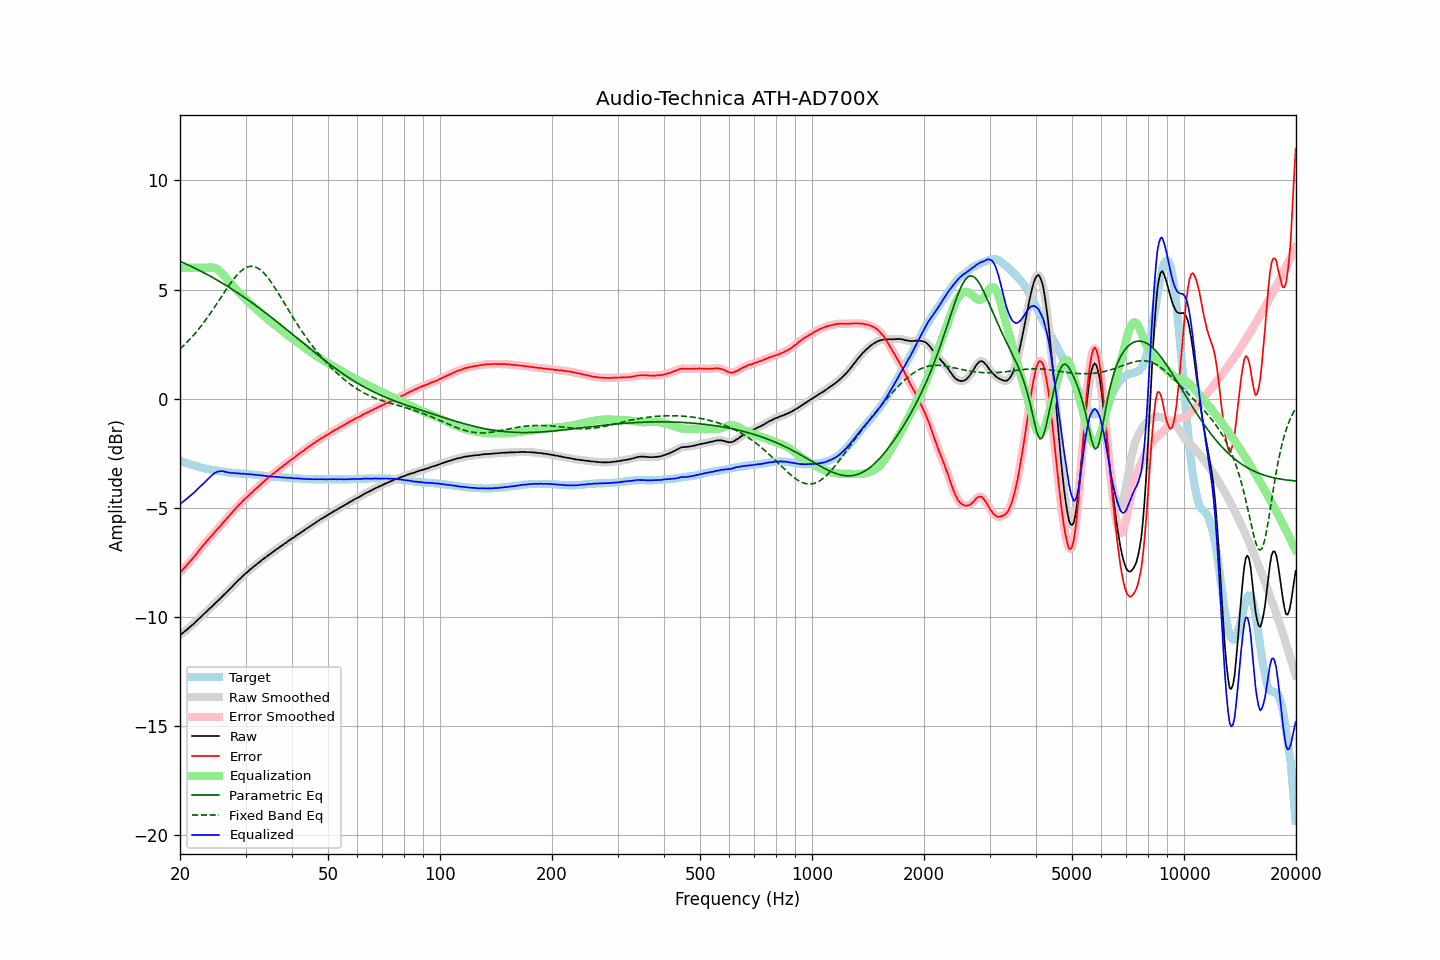 Audio-Technica ATH-AD700X
Amplitude (dBr)
10
5
0
−5
−10
−15
−20
Target
Raw Smoothed
Error Smoothed
Raw
Error
Equalization
Parametric Eq
Fixed Band Eq
Equalized
20 50 100 200 500 1000 2000 5000 10000 20000
Frequency (Hz)